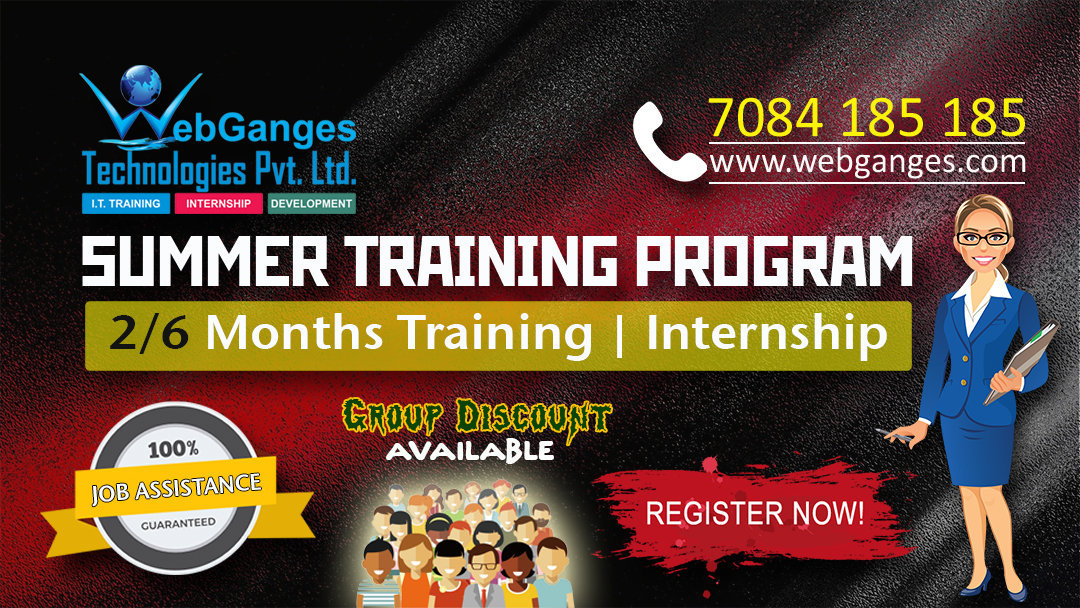 WebGanges
Technologies Pvt. Ltd.
I.T. TRAINING INTERNSHIP DEVELOPMENT
7084 185 185
www.webganges.com
SUMMER TRAINING PROGRAM
2/6 Months Training | Internship
100%
JOB ASSISTANCE
GUARANTEED
GROUP DISCOUNT
AVAILABLE
REGISTER NOW!